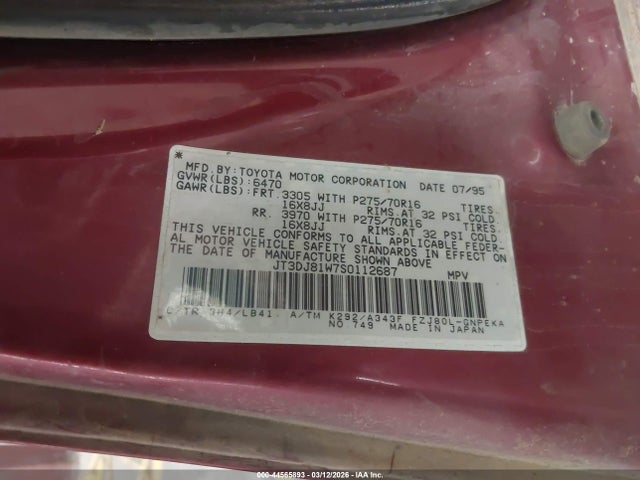 MFD. BY: TOYOTA MOTOR CORPORATION DATE 07/95
GVWR(LBS): 6470
GAWR(LBS): FRT. 3305 WITH P275/70R16 TIRES.
16X8JJ RIMS. AT 32 PSI COLD.
RR. 3970 WITH P275/70R16 TIRES.
16X8JJ RIMS. AT 32 PSI COLD.
THIS VEHICLE CONFORMS TO ALL APPLICABLE FEDER-
AL MOTOR VEHICLE SAFETY STANDARDS IN EFFECT ON
THE DATE OF MANUFACTURE SHOWN ABOVE
JT3DJ81W7S0112687 MPV
C/TR 3H4/LB41 A/TM K292/A343F FZJ80L-GNPEKA
NO 749 MADE IN JAPAN
000-44565893 - 03/12/2026 - IAA, Inc.